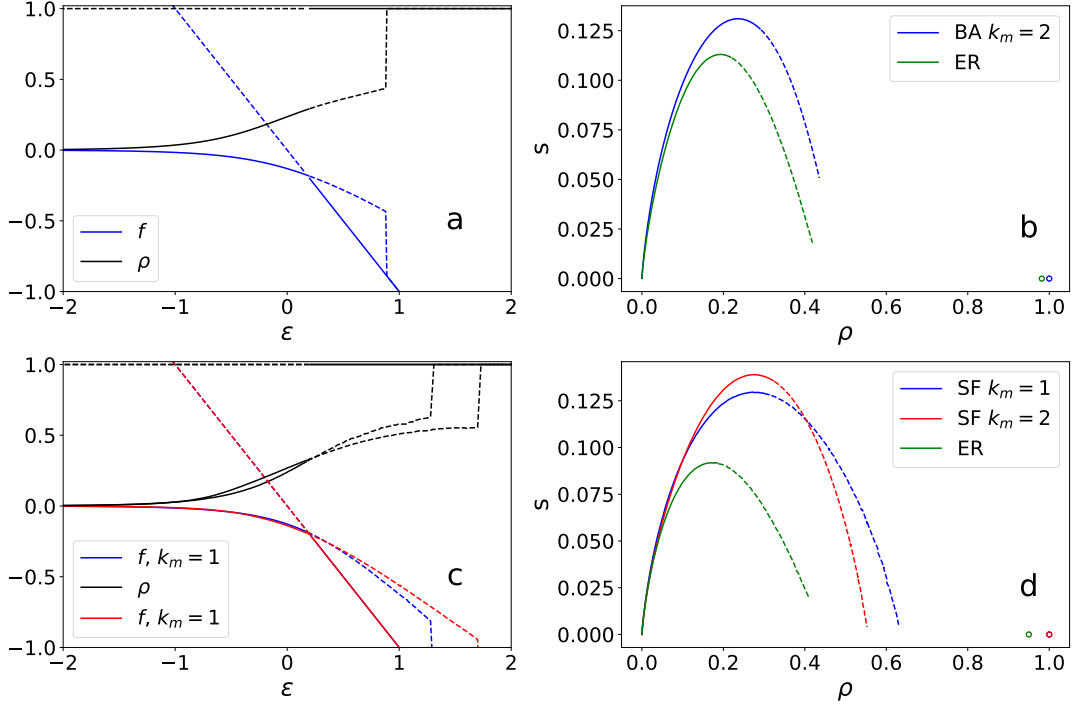 1.0
0.5
0.0
−0.5
−1.0
−2
−1
0
1
2
ε
f
ρ
a
s
0.125
0.100
0.075
0.050
0.025
0.000
0.0
0.2
0.4
0.6
0.8
1.0
ρ
BA k_m = 2
ER
b
1.0
0.5
0.0
−0.5
−1.0
−2
−1
0
1
2
ε
f, k_m = 1
ρ
f, k_m = 1
c
s
0.125
0.100
0.075
0.050
0.025
0.000
0.0
0.2
0.4
0.6
0.8
1.0
ρ
SF k_m = 1
SF k_m = 2
ER
d